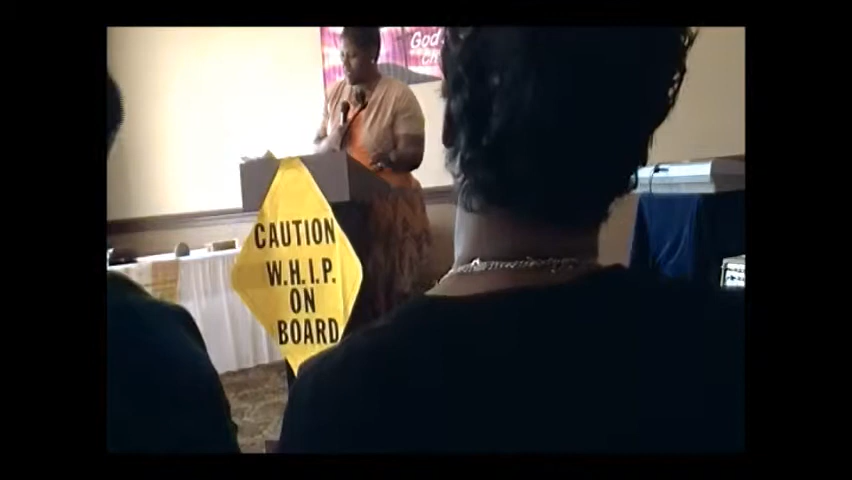 God
CAUTION
W.H.I.P.
ON
BOARD